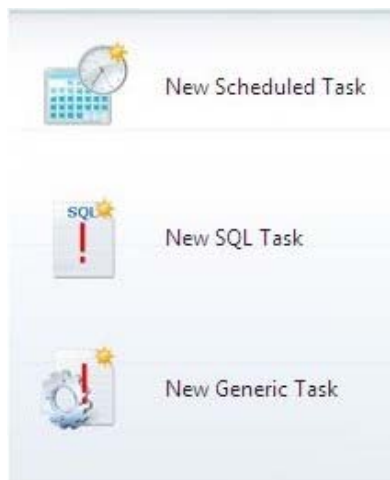 New Scheduled Task
SQL
New SQL Task
New Generic Task